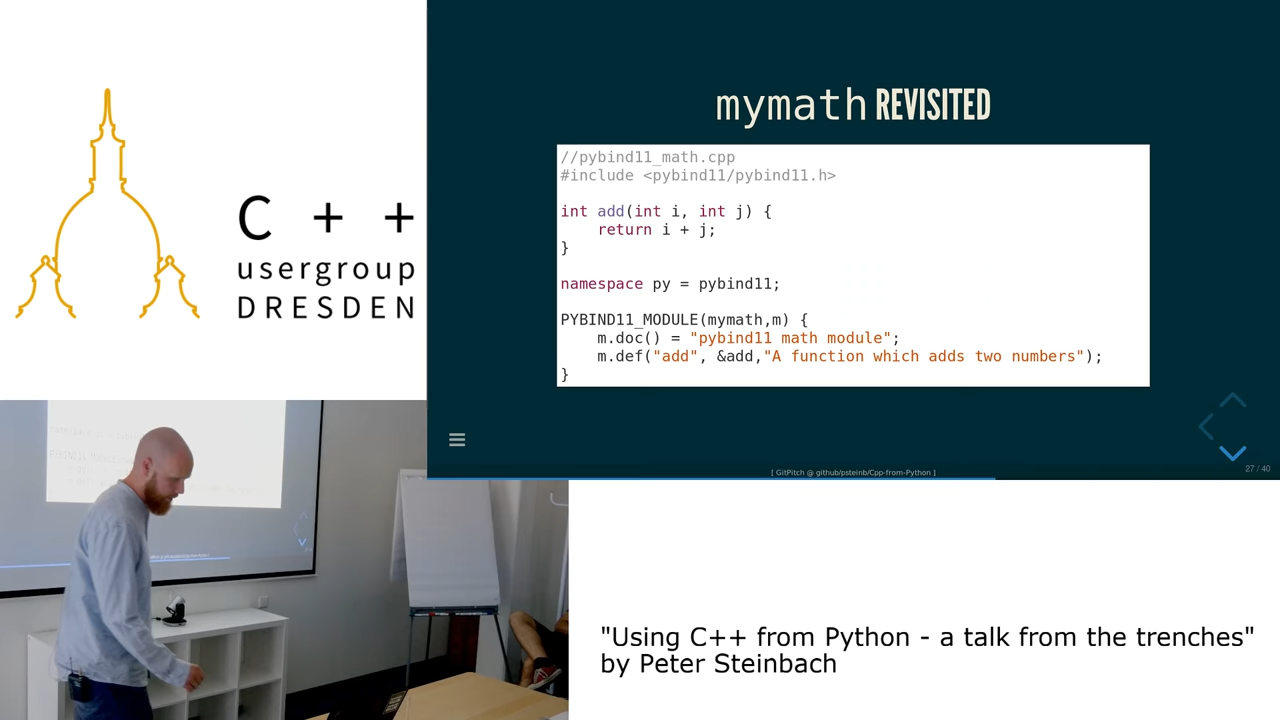 C + +
usergroup
DRESDEN
mymath REVISITED
//pybind11_math.cpp
#include <pybind11/pybind11.h>
int add(int i, int j) {
    return i + j;
}
namespace py = pybind11;
PYBIND11_MODULE(mymath,m) {
    m.doc() = "pybind11 math module";
    m.def("add", &add,"A function which adds two numbers");
}
[ GitPitch @ github/psteinb/Cpp-from-Python ]
27 / 40
"Using C++ from Python - a talk from the trenches"
by Peter Steinbach